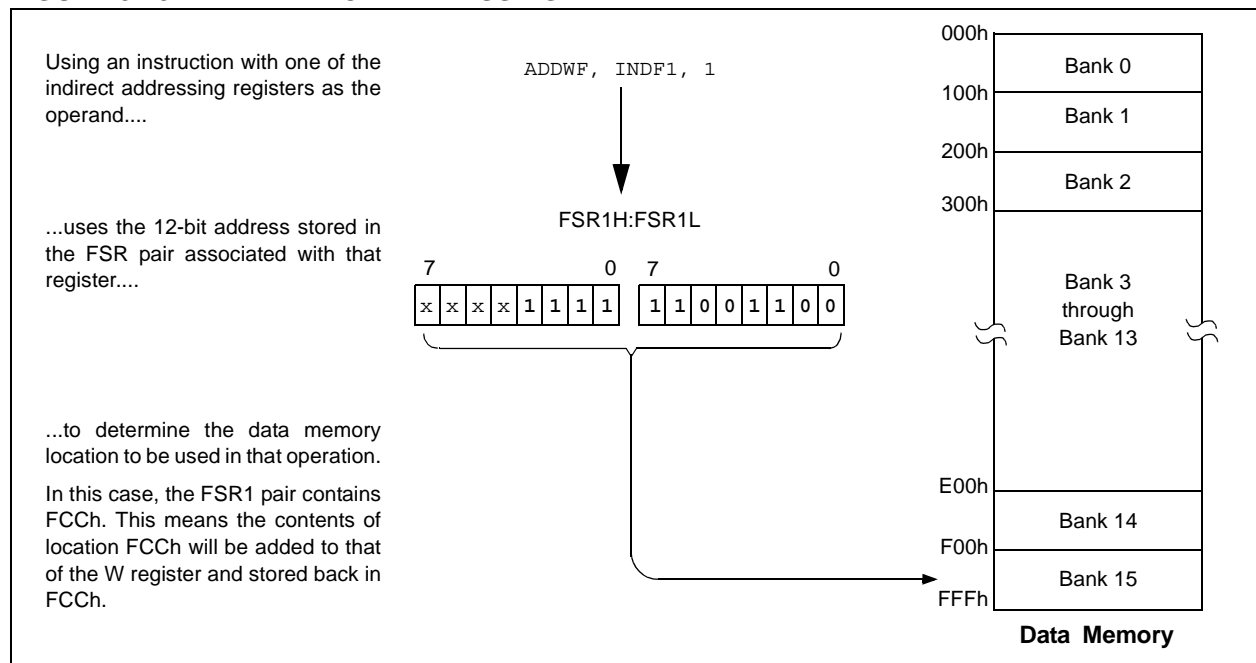 Using an instruction with one of the
indirect addressing registers as the
operand....
ADDWF, INDF1, 1
...uses the 12-bit address stored in
the FSR pair associated with that
register....
FSR1H:FSR1L
7 0 7 0
x x x x 1 1 1 1 1 1 0 0 1 1 0 0
...to determine the data memory
location to be used in that operation.
In this case, the FSR1 pair contains
FCCh. This means the contents of
location FCCh will be added to that
of the W register and stored back in
FCCh.
000h
Bank 0
100h
Bank 1
200h
Bank 2
300h
Bank 3
through
Bank 13
E00h
Bank 14
F00h
Bank 15
FFFh
Data Memory